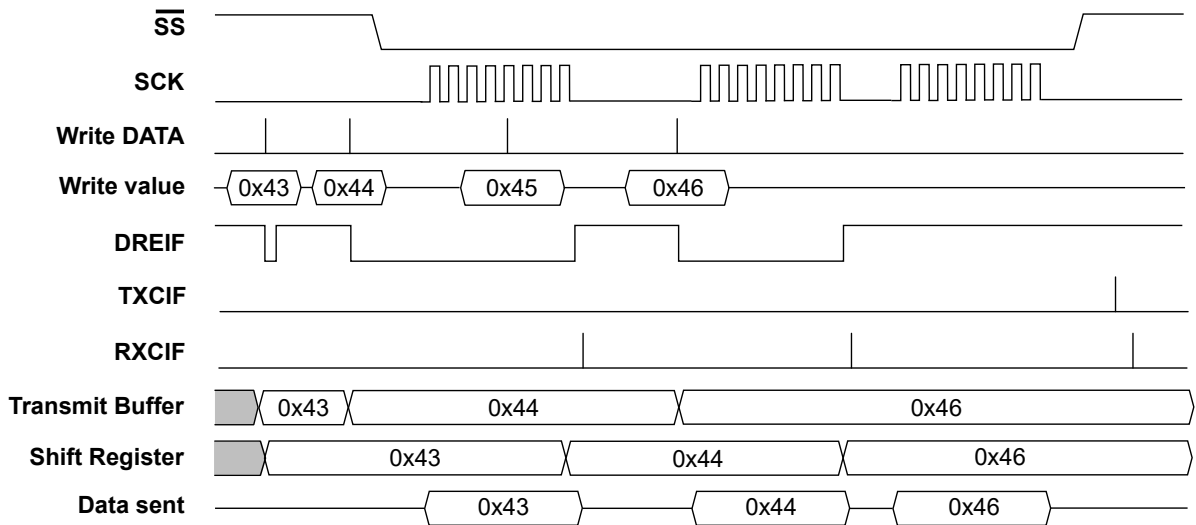 SS
SCK
Write DATA
Write value 0x43 0x44 0x45 0x46
DREIF
TXCIF
RXCIF
Transmit Buffer 0x43 0x44 0x46
Shift Register 0x43 0x44 0x46
Data sent 0x43 0x44 0x46